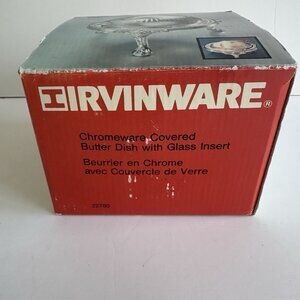 IRVINWARE®
Chromeware Covered
Butter Dish with Glass Insert
Beurrier en Chrome
avec Couvercle de Verre